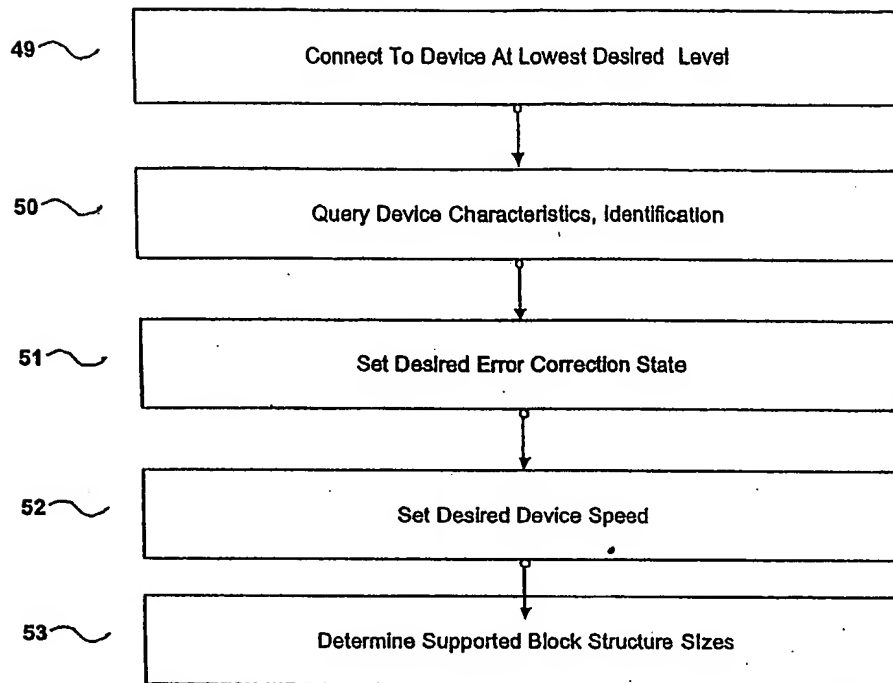 49 Connect To Device At Lowest Desired Level
50 Query Device Characteristics, Identification
51 Set Desired Error Correction State
52 Set Desired Device Speed
53 Determine Supported Block Structure Sizes